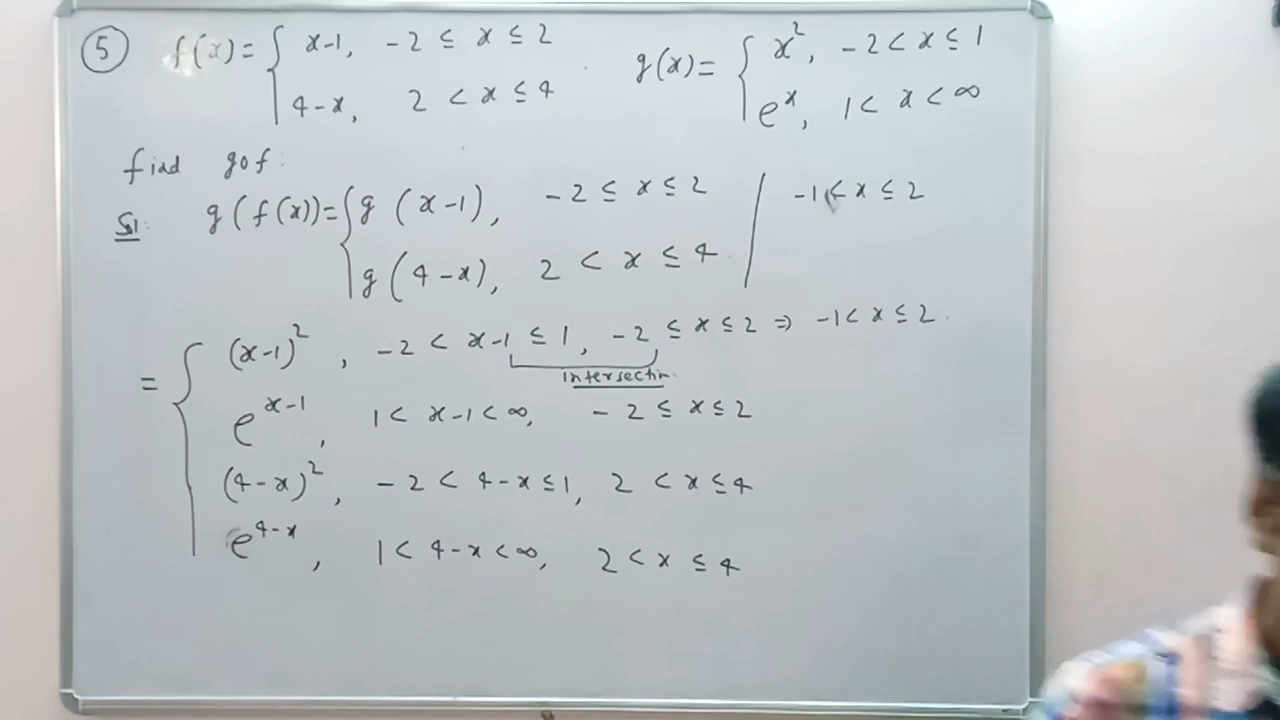 ⑤ f(x) = { x-1, -2 ≤ x ≤ 2
4-x, 2 < x ≤ 4
g(x) = { x², -2 < x ≤ 1
eˣ, 1 < x < ∞
find gof.
Sol: g(f(x)) = { g(x-1), -2 ≤ x ≤ 2
g(4-x), 2 < x ≤ 4
-1 < x ≤ 2
= { (x-1)², -2 < x-1 ≤ 1, -2 ≤ x ≤ 2 ⇒ -1 < x ≤ 2.
intersectin.
e^(x-1), 1 < x-1 < ∞, -2 ≤ x ≤ 2
(4-x)², -2 < 4-x ≤ 1, 2 < x ≤ 4
e^(4-x), 1 < 4-x < ∞, 2 < x ≤ 4